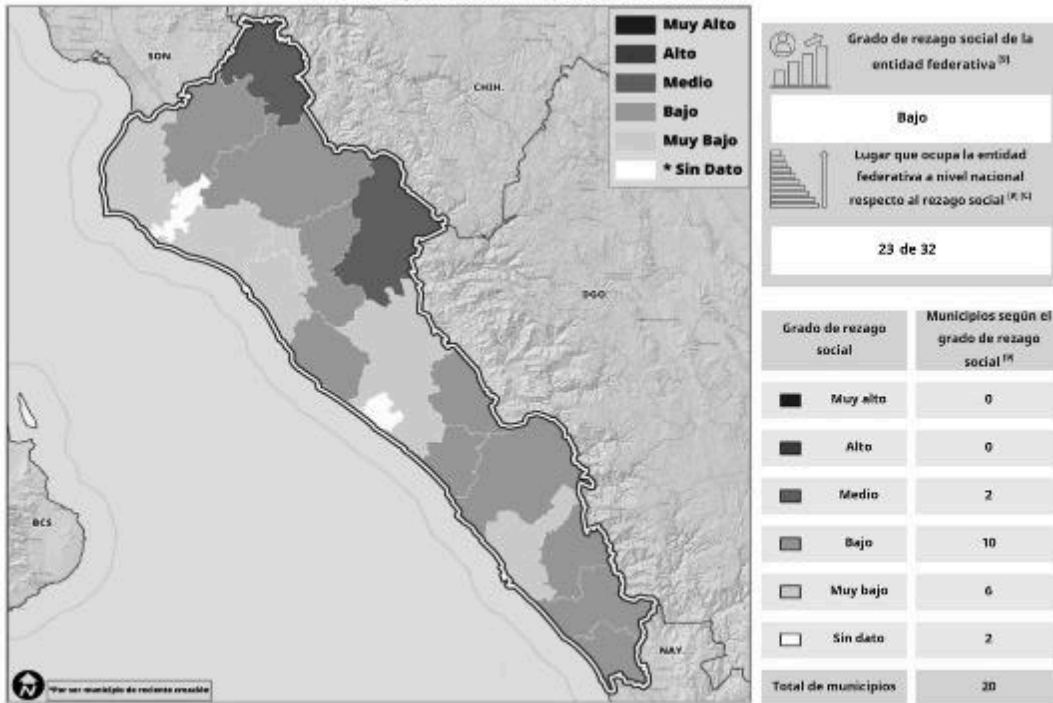 Muy Alto
Alto
Medio
Bajo
Muy Bajo
* Sin Dato
SON
CHIH.
DGO
BCS
NAY
*Por ser municipio de reciente creación
Grado de rezago social de la
entidad federativa
Bajo
Lugar que ocupa la entidad
federativa a nivel nacional
respecto al rezago social
23 de 32
Grado de rezago
social
Municipios según el
grado de rezago
social
Muy alto
0
Alto
0
Medio
2
Bajo
10
Muy bajo
6
Sin dato
2
Total de municipios
20